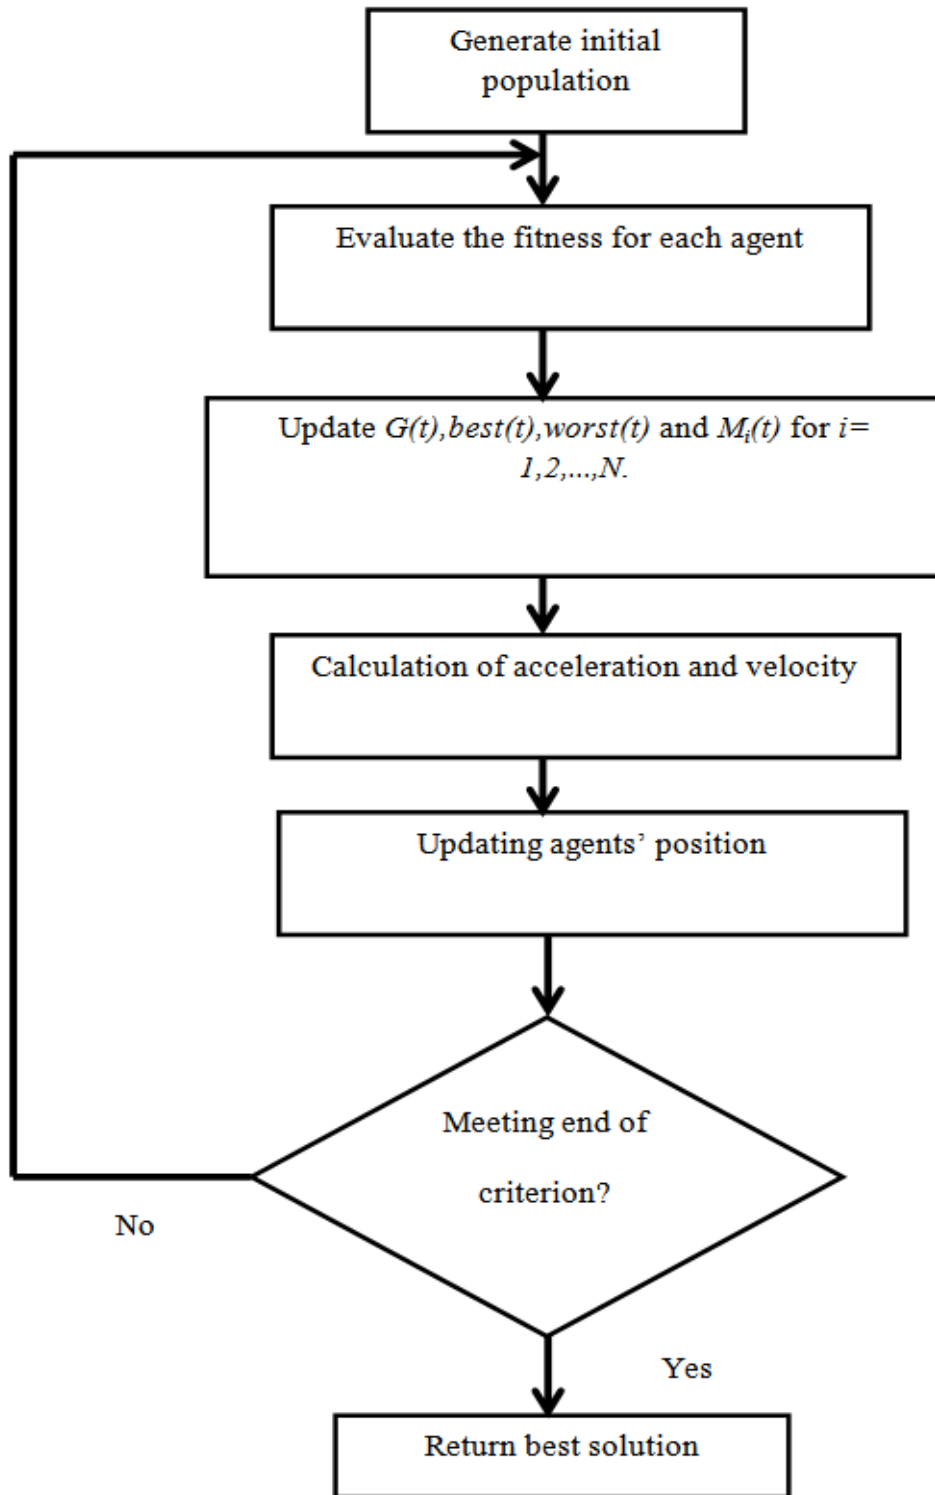 Generate initial
population
Evaluate the fitness for each agent
Update G(t),best(t),worst(t) and Mi(t) for i=
1,2,...,N.
Calculation of acceleration and velocity
Updating agents’ position
Meeting end of
criterion?
No
Yes
Return best solution